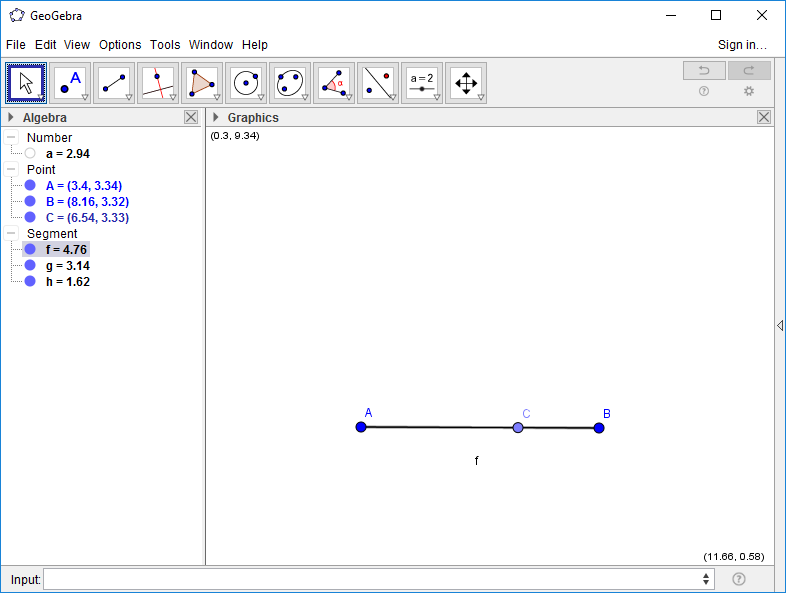 GeoGebra
File Edit View Options Tools Window Help Sign in...
A α a = 2
Algebra
Graphics
Number
(0.3, 9.34)
a = 2.94
Point
A = (3.4, 3.34)
B = (8.16, 3.32)
C = (6.54, 3.33)
Segment
f = 4.76
g = 3.14
h = 1.62
A C B
f
(11.66, 0.58)
Input: